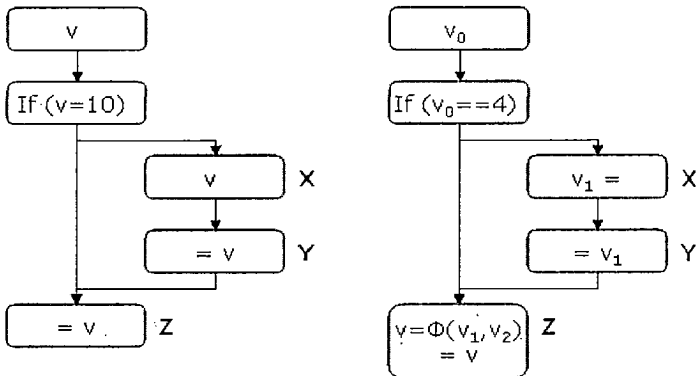 v
If (v=10)
v
X
= v
Y
= v
Z
v₀
If (v₀==4)
v₁ =
X
= v₁
Y
v=Φ(v₁,v₂)
= v
Z